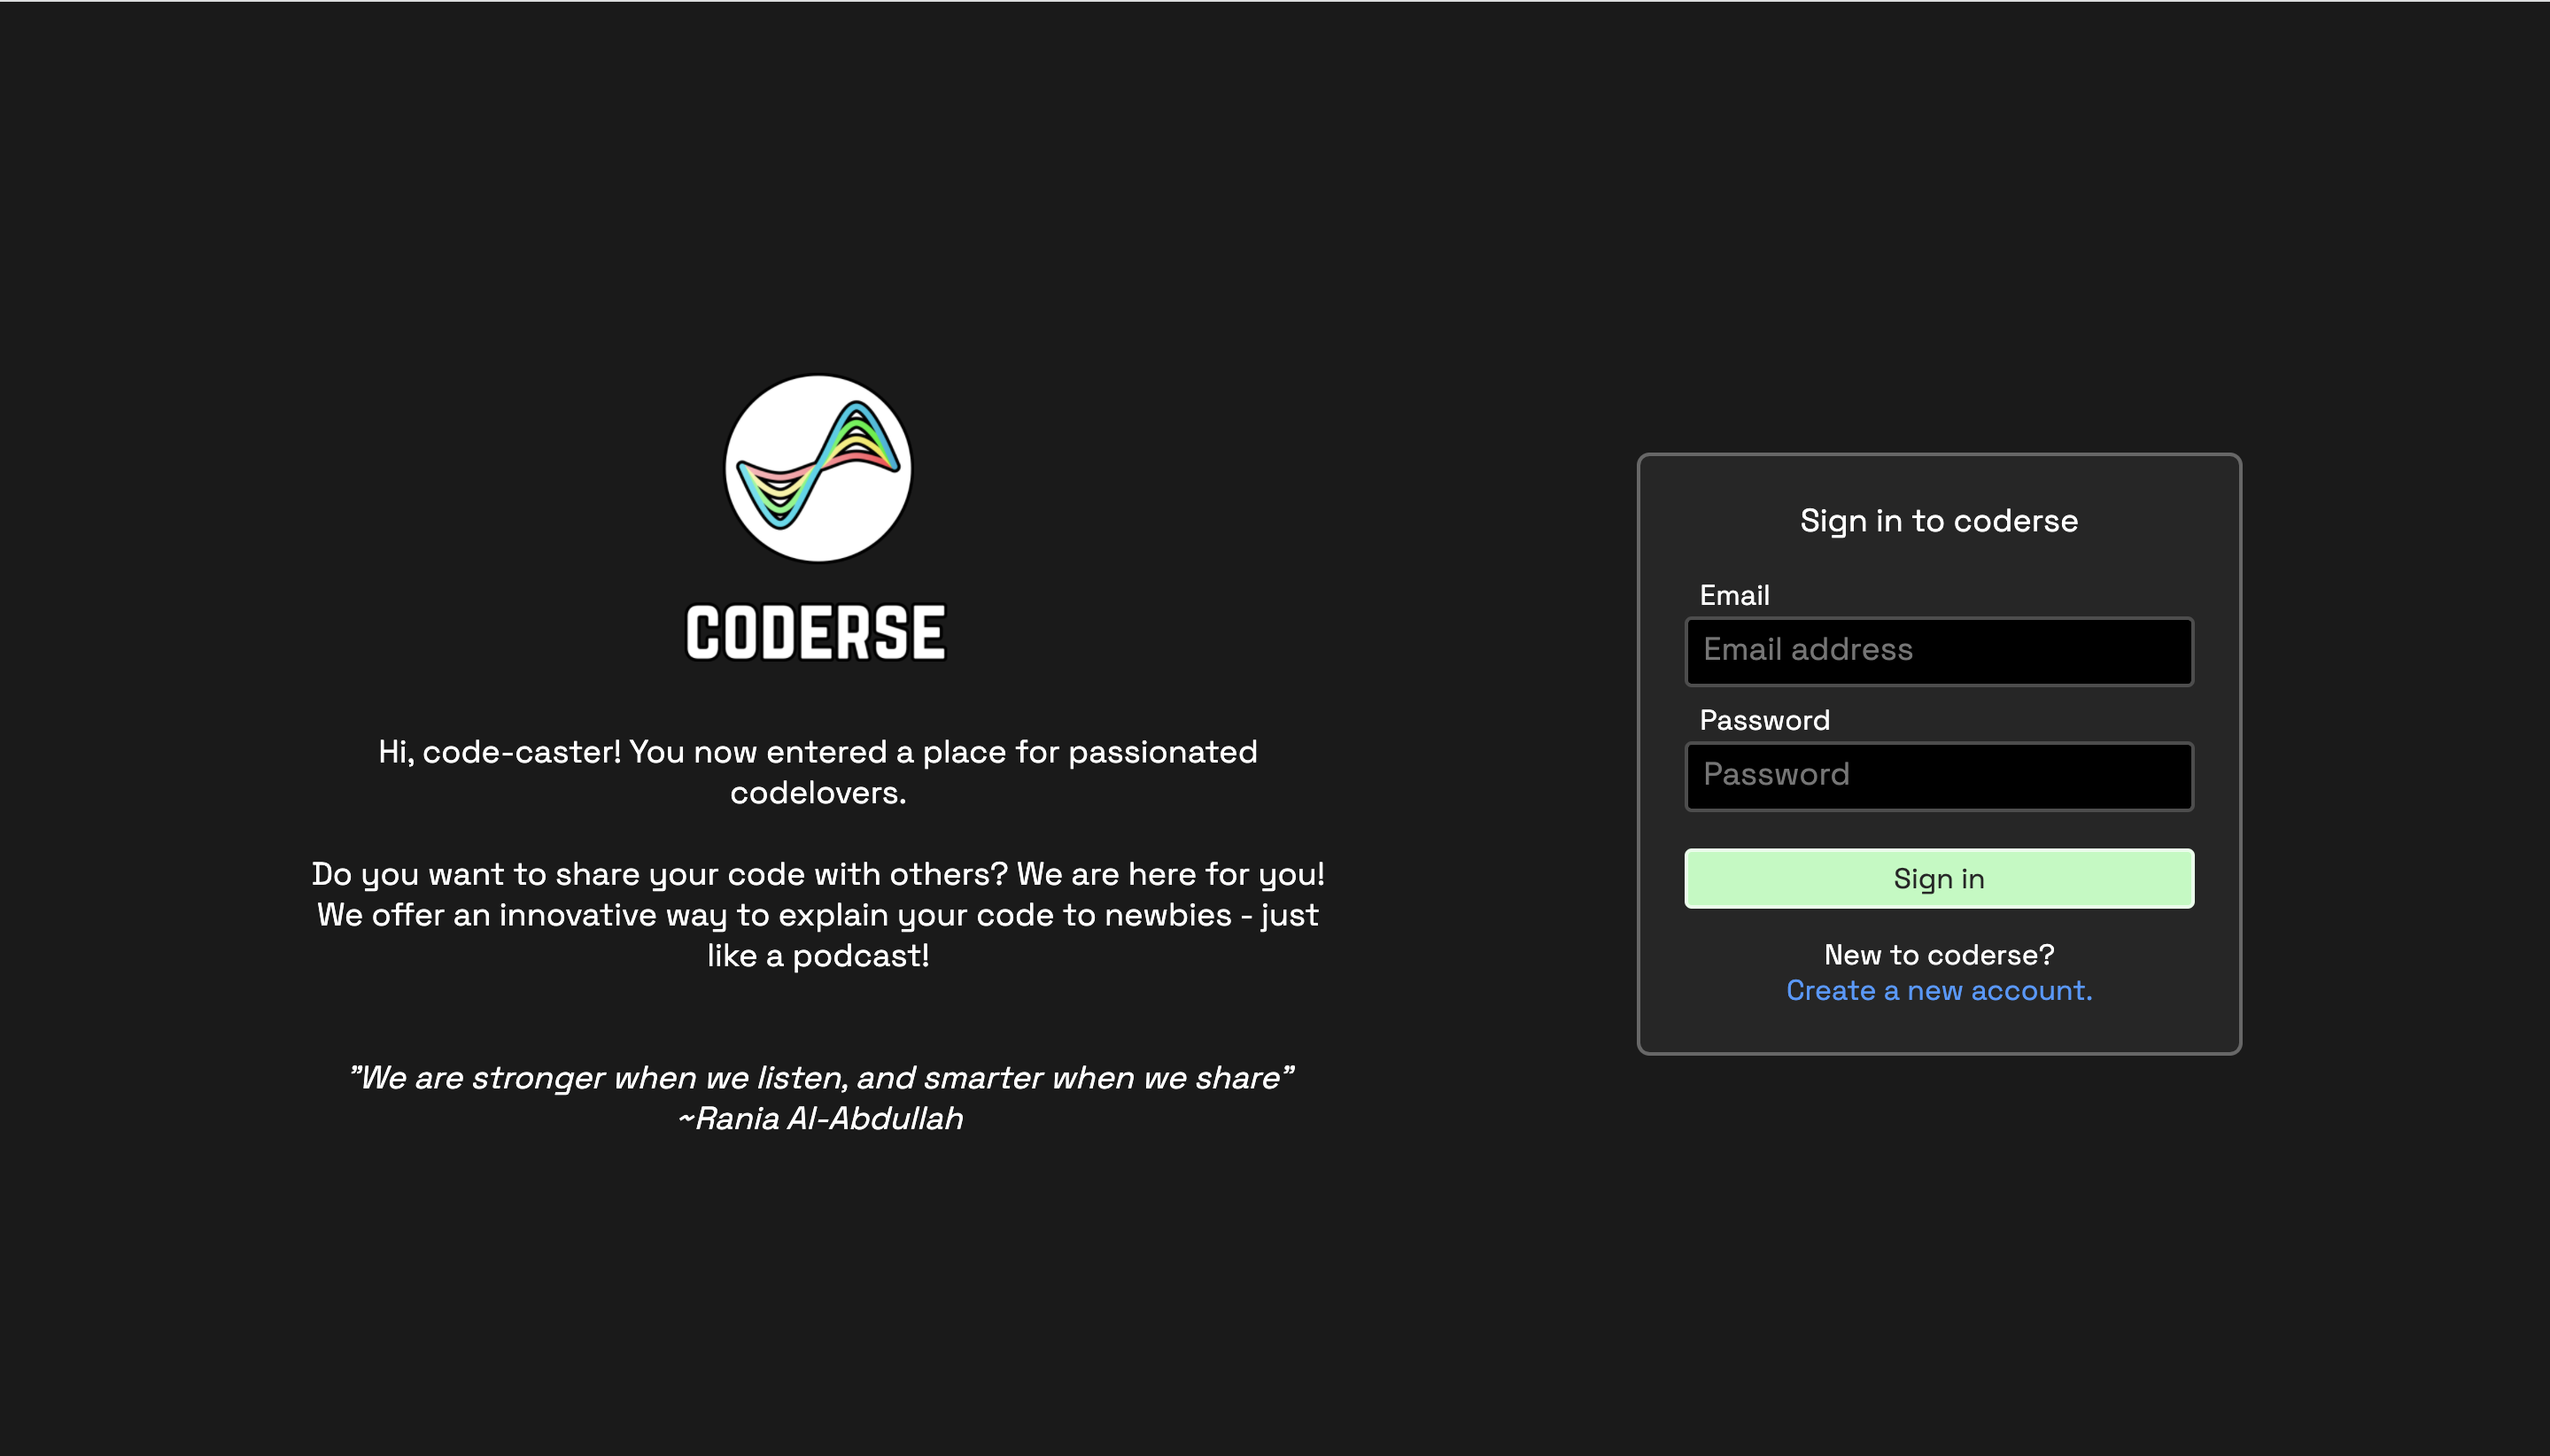 CODERSE
Hi, code-caster! You now entered a place for passionated
codelovers.
Do you want to share your code with others? We are here for you!
We offer an innovative way to explain your code to newbies - just
like a podcast!
"We are stronger when we listen, and smarter when we share"
~Rania Al-Abdullah
Sign in to coderse
Email
Email address
Password
Password
Sign in
New to coderse?
Create a new account.